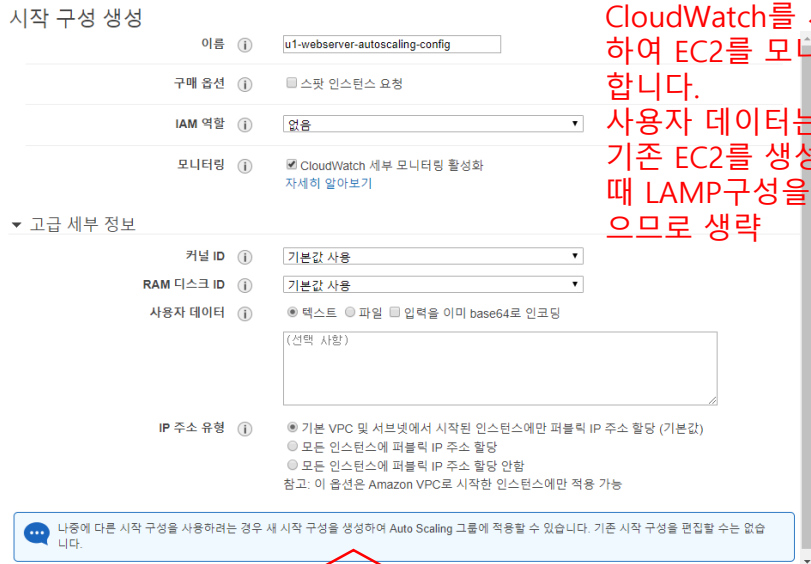 시작 구성 생성
이름
u1-webserver-autoscaling-config
구매 옵션
스팟 인스턴스 요청
IAM 역할
없음
모니터링
CloudWatch 세부 모니터링 활성화
자세히 알아보기
고급 세부 정보
커널 ID
기본값 사용
RAM 디스크 ID
기본값 사용
사용자 데이터
텍스트 파일 입력을 이미 base64로 인코딩
(선택 사항)
IP 주소 유형
기본 VPC 및 서브넷에서 시작된 인스턴스에만 퍼블릭 IP 주소 할당 (기본값)
모든 인스턴스에 퍼블릭 IP 주소 할당
모든 인스턴스에 퍼블릭 IP 주소 할당 안함
참고: 이 옵션은 Amazon VPC로 시작한 인스턴스에만 적용 가능
나중에 다른 시작 구성을 사용하려는 경우 새 시작 구성을 생성하여 Auto Scaling 그룹에 적용할 수 있습니다. 기존 시작 구성을 편집할 수는 없습
니다.
CloudWatch를
하여 EC2를
합니다.
사용자 데이터는
기존 EC2를
때 LAMP구성을
으므로 생략